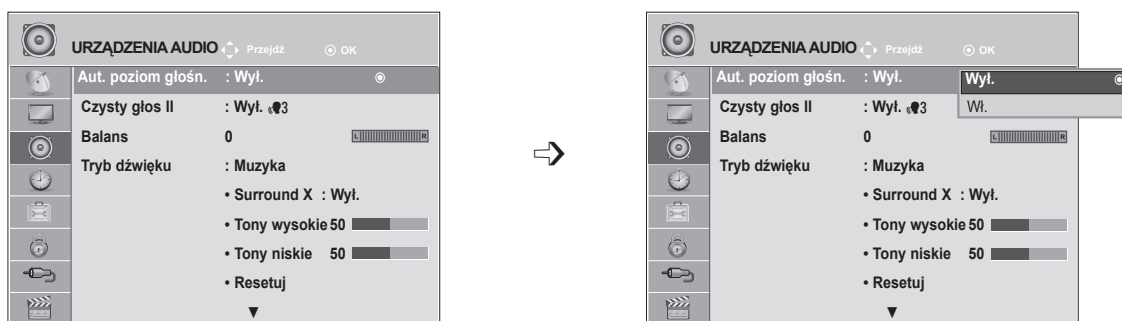 URZĄDZENIA AUDIO Przejdź OK
Aut. poziom głośn. : Wył.
Czysty głos II : Wył. 3
Balans 0 L R
Tryb dźwięku : Muzyka
• Surround X : Wył.
• Tony wysokie 50
• Tony niskie 50
• Resetuj
URZĄDZENIA AUDIO Przejdź OK
Aut. poziom głośn. : Wył.
Wył.
Wł.
Czysty głos II : Wył. 3
Balans 0 L R
Tryb dźwięku : Muzyka
• Surround X : Wył.
• Tony wysokie 50
• Tony niskie 50
• Resetuj